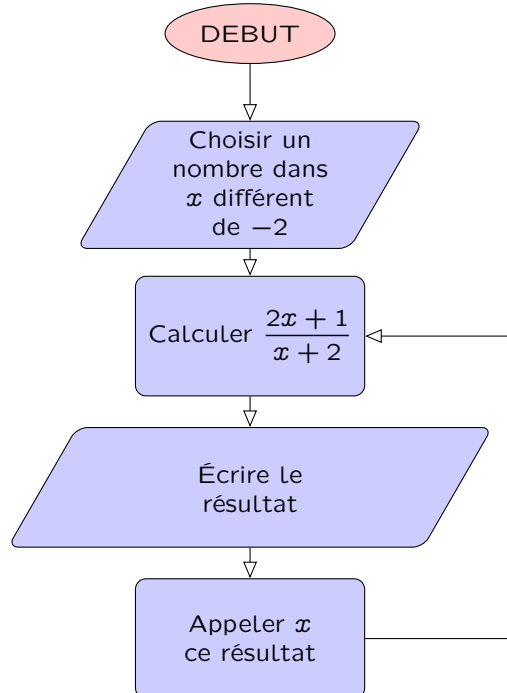 DEBUT
Choisir un
nombre dans
x différent
de −2
Calculer (2x + 1)/(x + 2)
Écrire le
résultat
Appeler x
ce résultat